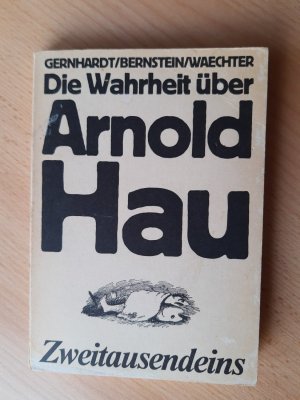 GERNHARDT/BERNSTEIN/WAECHTER
Die Wahrheit über
Arnold
Hau
Zweitausendeins